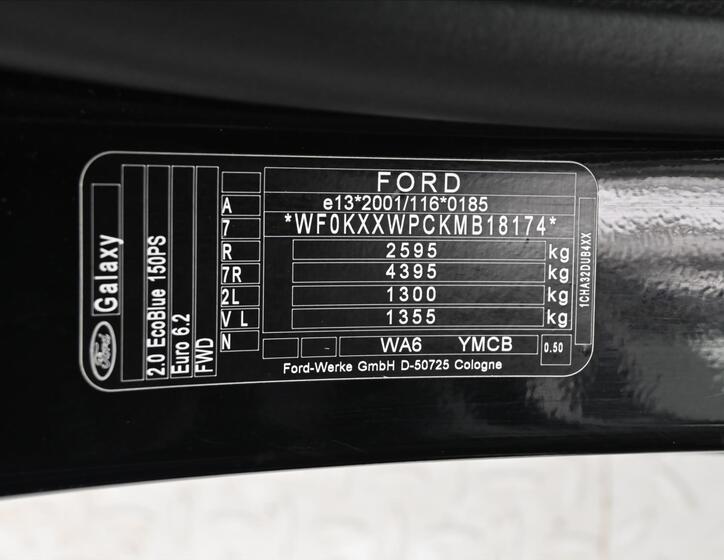 FORD
e13*2001/116*0185
*WF0KXXWPCKMB18174*
2595 kg
4395 kg
1300 kg
1355 kg
WA6 YMCB 0.50
Ford-Werke GmbH D-50725 Cologne
A
7
R
7R
2L
V L
N
Ford Galaxy
2.0 EcoBlue 150PS
Euro 6.2
FWD
1CHA32DUB4XX